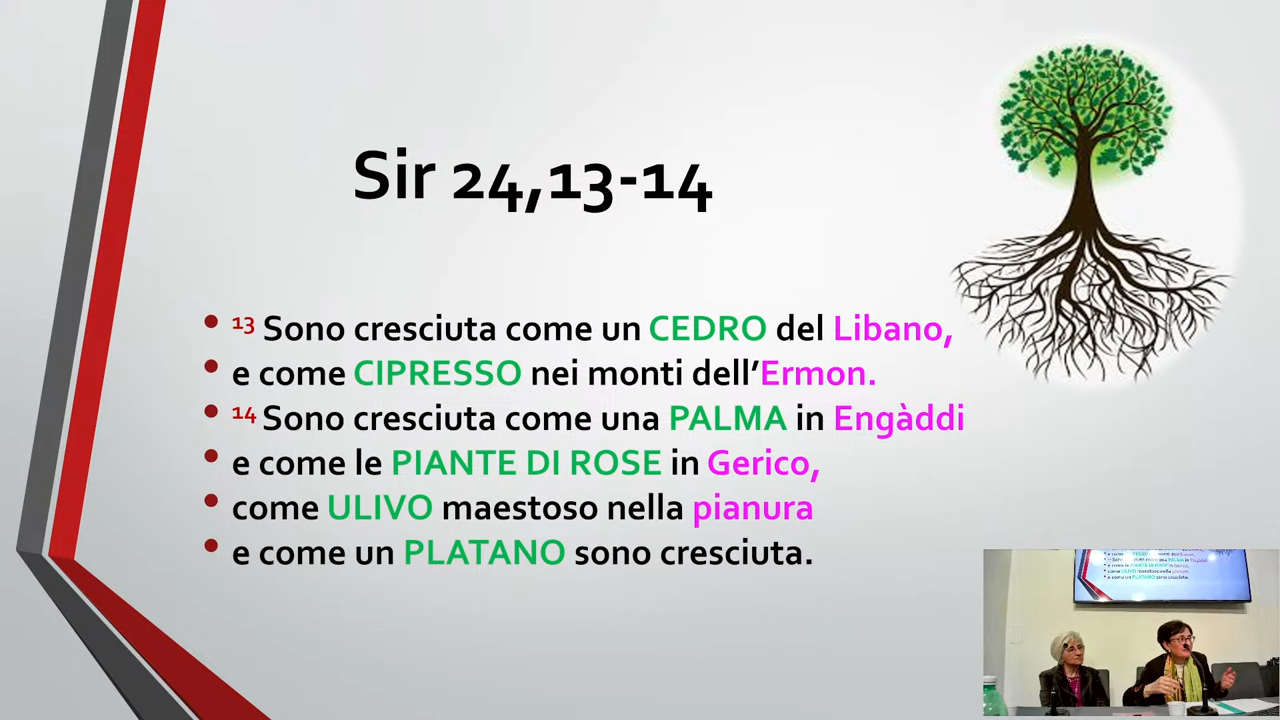 Sir 24,13-14
• 13 Sono cresciuta come un CEDRO del Libano,
• e come CIPRESSO nei monti dell’Ermon.
• 14 Sono cresciuta come una PALMA in Engàddi
• e come le PIANTE DI ROSE in Gerico,
• come ULIVO maestoso nella pianura
• e come un PLATANO sono cresciuta.